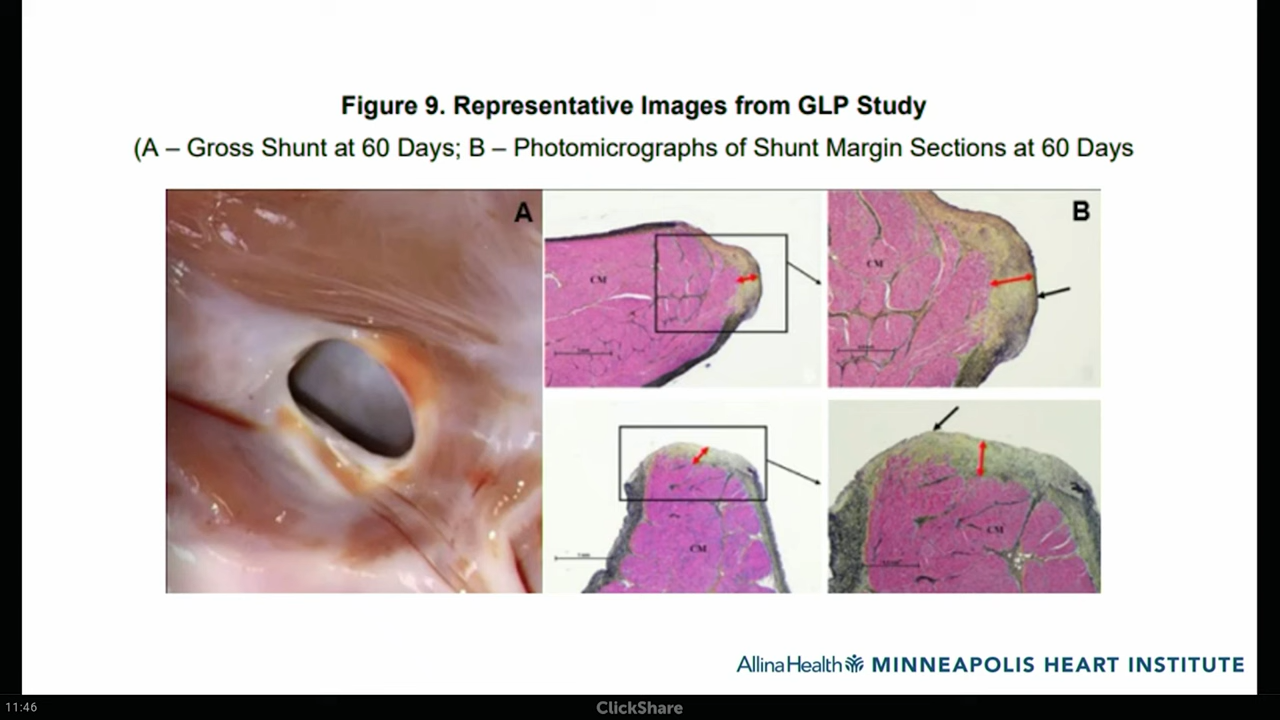 Figure 9. Representative Images from GLP Study
(A – Gross Shunt at 60 Days; B – Photomicrographs of Shunt Margin Sections at 60 Days
A
B
CM
CM
CM
CM
AllinaHealth MINNEAPOLIS HEART INSTITUTE
11:46
ClickShare